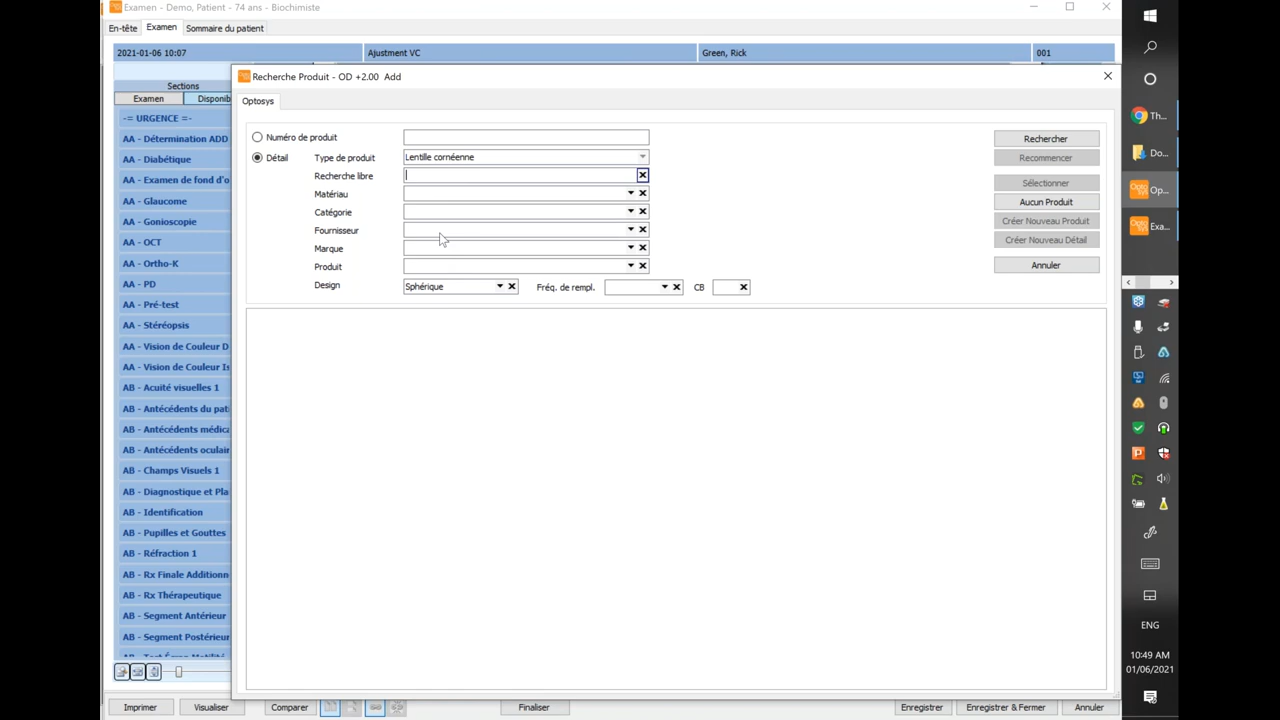 Examen - Demo, Patient - 74 ans - Biochimiste
En-tête Examen Sommaire du patient
2021-01-06 10:07 Ajustment VC Green, Rick 001
Sections
Examen Disponib
-= URGENCE =-
AA - Détermination ADD
AA - Diabétique
AA - Examen de fond d'o
AA - Glaucome
AA - Gonioscopie
AA - OCT
AA - Ortho-K
AA - PD
AA - Pré-test
AA - Stéréopsis
AA - Vision de Couleur D
AA - Vision de Couleur Is
AB - Acuité visuelles 1
AB - Antécédents du pat
AB - Antécédents médica
AB - Antécédents oculair
AB - Champs Visuels 1
AB - Diagnostique et Pla
AB - Identification
AB - Pupilles et Gouttes
AB - Réfraction 1
AB - Rx Finale Additionn
AB - Rx Thérapeutique
AB - Segment Antérieur
AB - Segment Postérieur
Recherche Produit - OD +2.00 Add
Optosys
Numéro de produit
Détail Type de produit Lentille cornéenne
Recherche libre
Matériau
Catégorie
Fournisseur
Marque
Produit
Design Sphérique Fréq. de rempl. CB
Rechercher
Recommencer
Sélectionner
Aucun Produit
Créer Nouveau Produit
Créer Nouveau Détail
Annuler
Imprimer Visualiser Comparer Finaliser Enregistrer Enregistrer & Fermer Annuler
Th...
Do...
Op...
Exa...
ENG
10:49 AM
01/06/2021